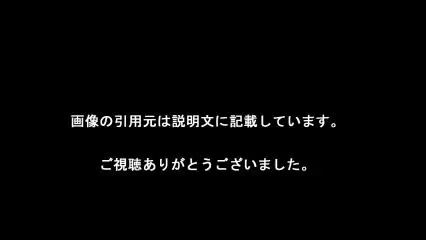 画像の引用元は説明文に記載しています。
ご視聴ありがとうございました。